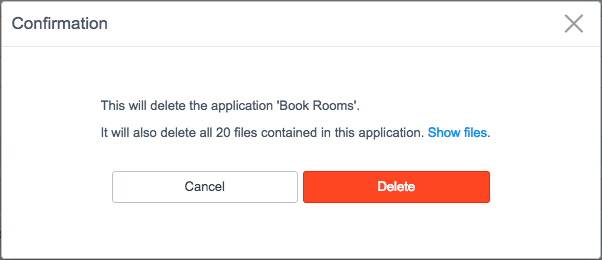 Confirmation
This will delete the application 'Book Rooms'.
It will also delete all 20 files contained in this application. Show files.
Cancel
Delete